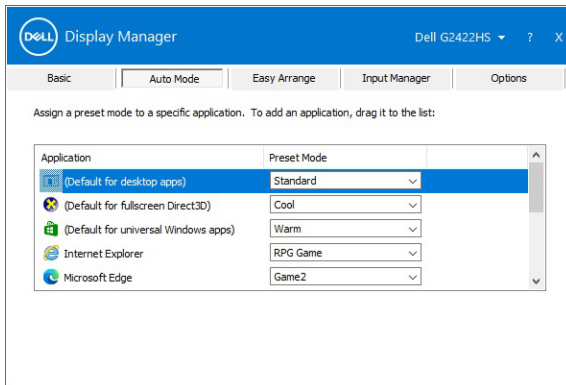 DELL Display Manager Dell G2422HS ? X
Basic Auto Mode Easy Arrange Input Manager Options
Assign a preset mode to a specific application. To add an application, drag it to the list:
Application Preset Mode
(Default for desktop apps) Standard
(Default for fullscreen Direct3D) Cool
(Default for universal Windows apps) Warm
Internet Explorer RPG Game
Microsoft Edge Game2